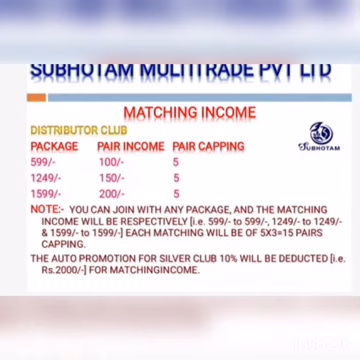 SUBHOTAM MULTITRADE PVT LTD
MATCHING INCOME
DISTRIBUTOR CLUB
PACKAGE PAIR INCOME PAIR CAPPING
599/- 100/- 5
1249/- 150/- 5
1599/- 200/- 5
SUBHOTAM
NOTE:- YOU CAN JOIN WITH ANY PACKAGE, AND THE MATCHING
INCOME WILL BE RESPECTIVELY [i.e. 599/- to 599/-, 1249/- to 1249/-
& 1599/- to 1599/-] EACH MATCHING WILL BE OF 5X3=15 PAIRS
CAPPING.
THE AUTO PROMOTION FOR SILVER CLUB 10% WILL BE DEDUCTED [i.e.
Rs.2000/-] FOR MATCHINGINCOME.